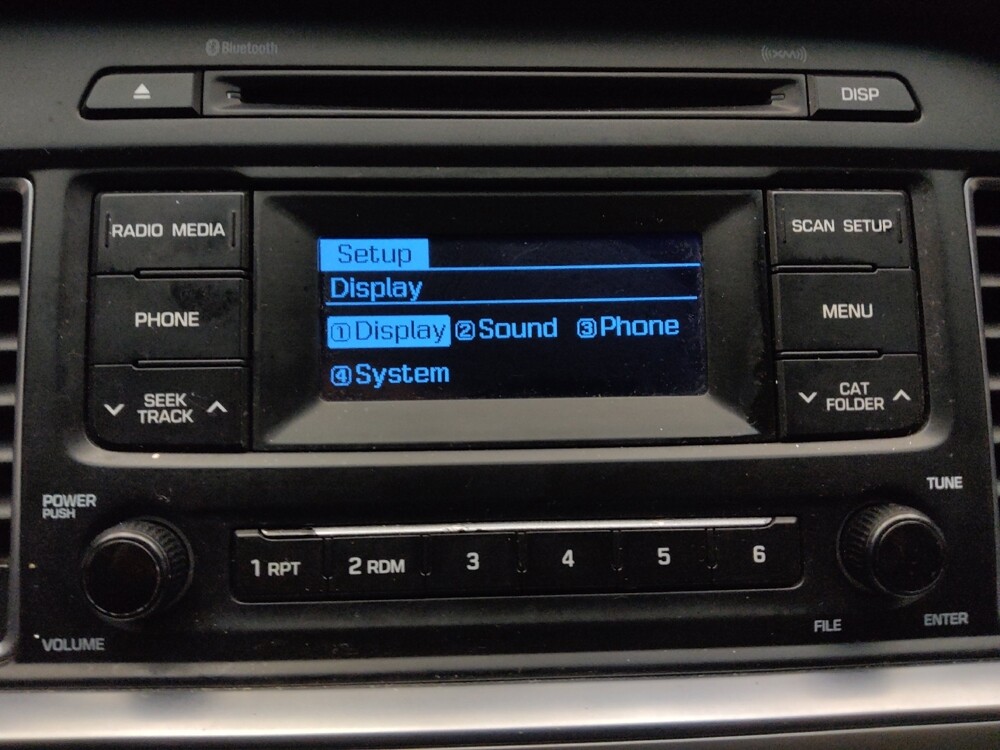 Bluetooth
((XM))
DISP
RADIO MEDIA
SCAN SETUP
PHONE
MENU
SEEK
TRACK
CAT
FOLDER
Setup
Display
①Display ②Sound ③Phone
④System
POWER
PUSH
VOLUME
1 RPT 2 RDM 3 4 5 6
TUNE
FILE
ENTER